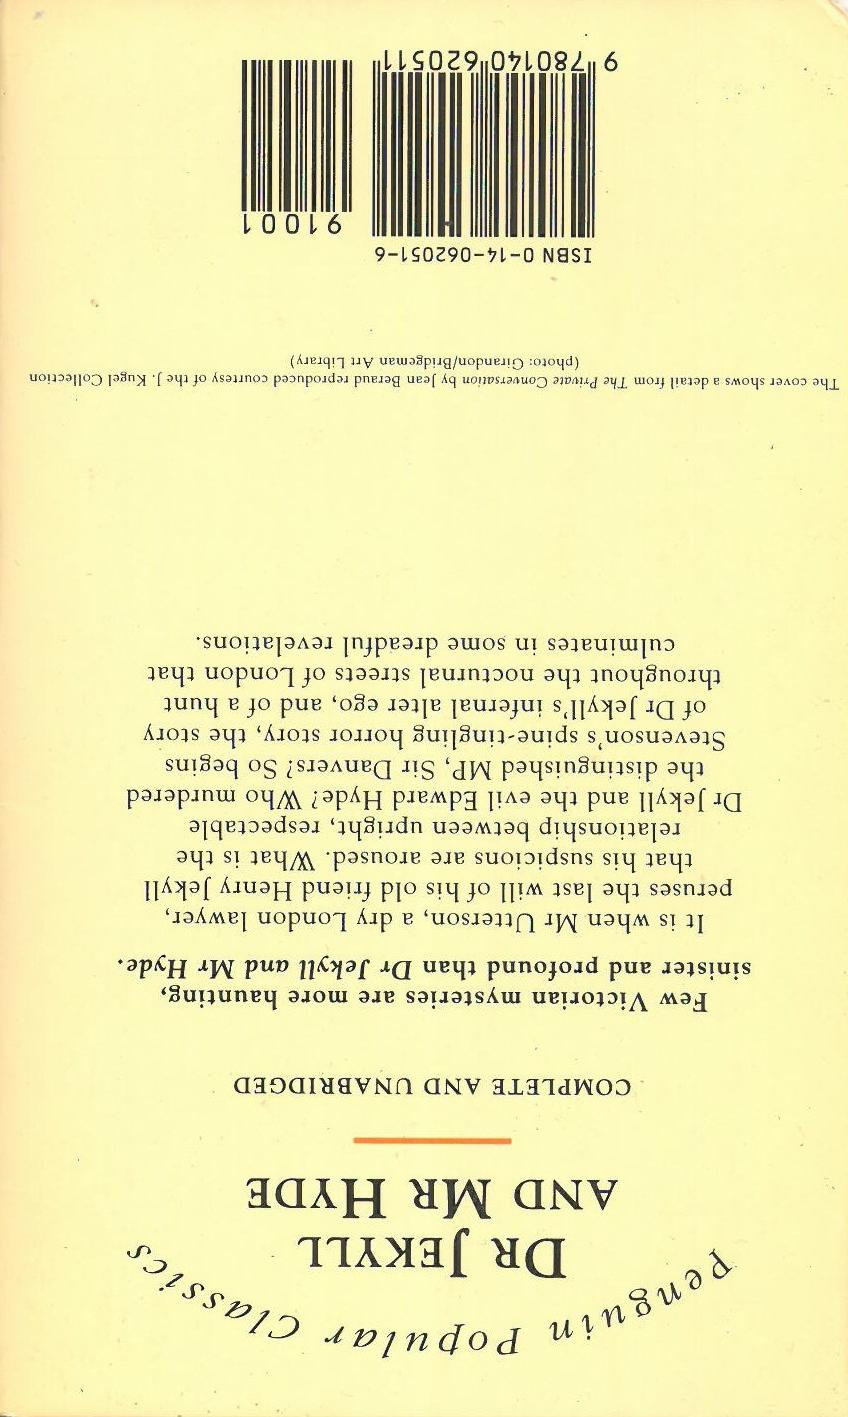 Penguin Popular Classics
DR JEKYLL
AND MR HYDE
COMPLETE AND UNABRIDGED
Few Victorian mysteries are more haunting,
sinister and profound than Dr Jekyll and Mr Hyde.
It is when Mr Utterson, a dry London lawyer,
peruses the last will of his old friend Henry Jekyll
that his suspicions are aroused. What is the
relationship between upright, respectable
Dr Jekyll and the evil Edward Hyde? Who murdered
the distinguished MP, Sir Danvers? So begins
Stevenson's spine-tingling horror story, the story
of Dr Jekyll's infernal alter ego, and of a hunt
throughout the nocturnal streets of London that
culminates in some dreadful revelations.
The cover shows a detail from The Private Conversation by Jean Beraud reproduced courtesy of the J. Kugel Collection
(photo: Giraudon/Bridgeman Art Library)
ISBN 0-14-062051-6
91001
9 780140 620511